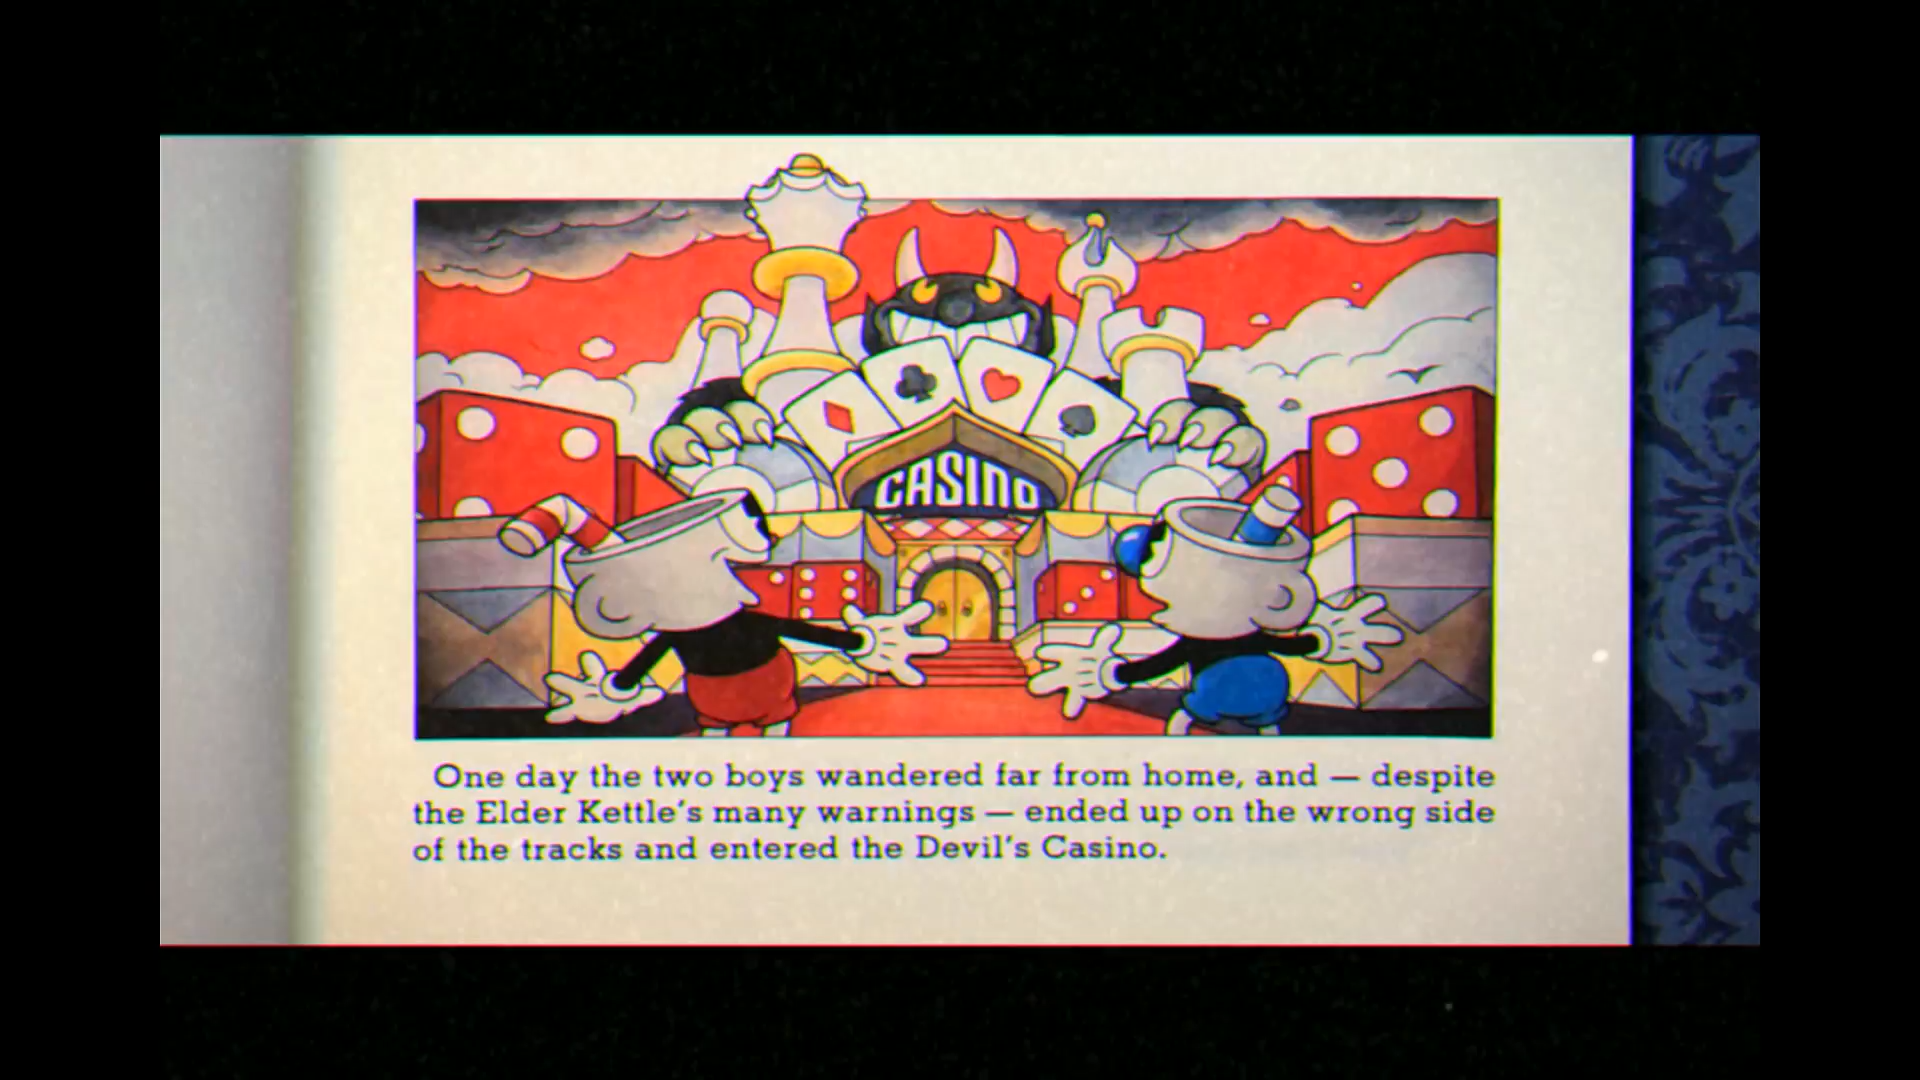 CASINO
One day the two boys wandered far from home, and — despite
the Elder Kettle's many warnings — ended up on the wrong side
of the tracks and entered the Devil's Casino.